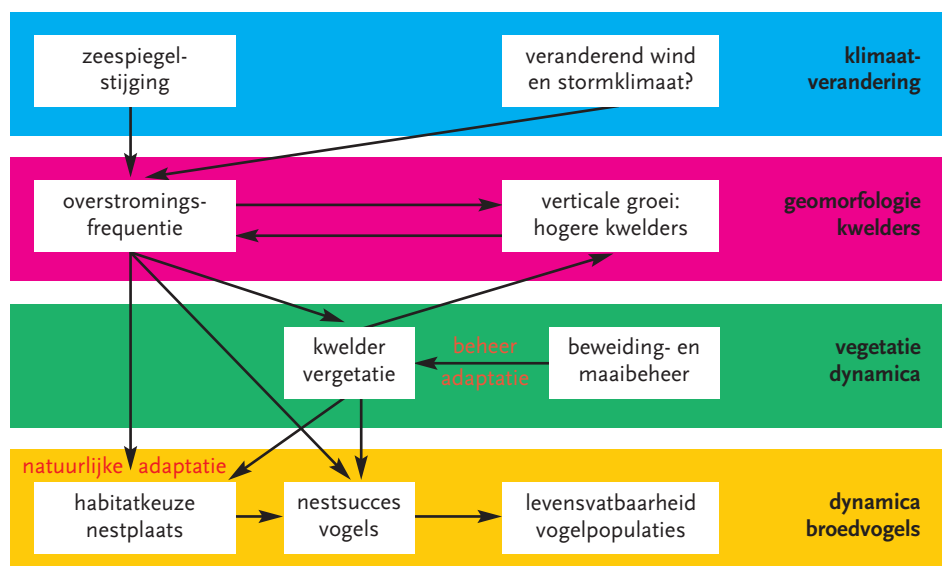 zeespiegel-
stijging
veranderend wind
en stormklimaat?
klimaat-
verandering
overstromings-
frequentie
verticale groei:
hogere kwelders
geomorfologie
kwelders
kwelder
vergetatie
beheer
adaptatie
beweiding- en
maaibeheer
vegetatie
dynamica
natuurlijke adaptatie
habitatkeuze
nestplaats
nestsucces
vogels
levensvatbaarheid
vogelpopulaties
dynamica
broedvogels